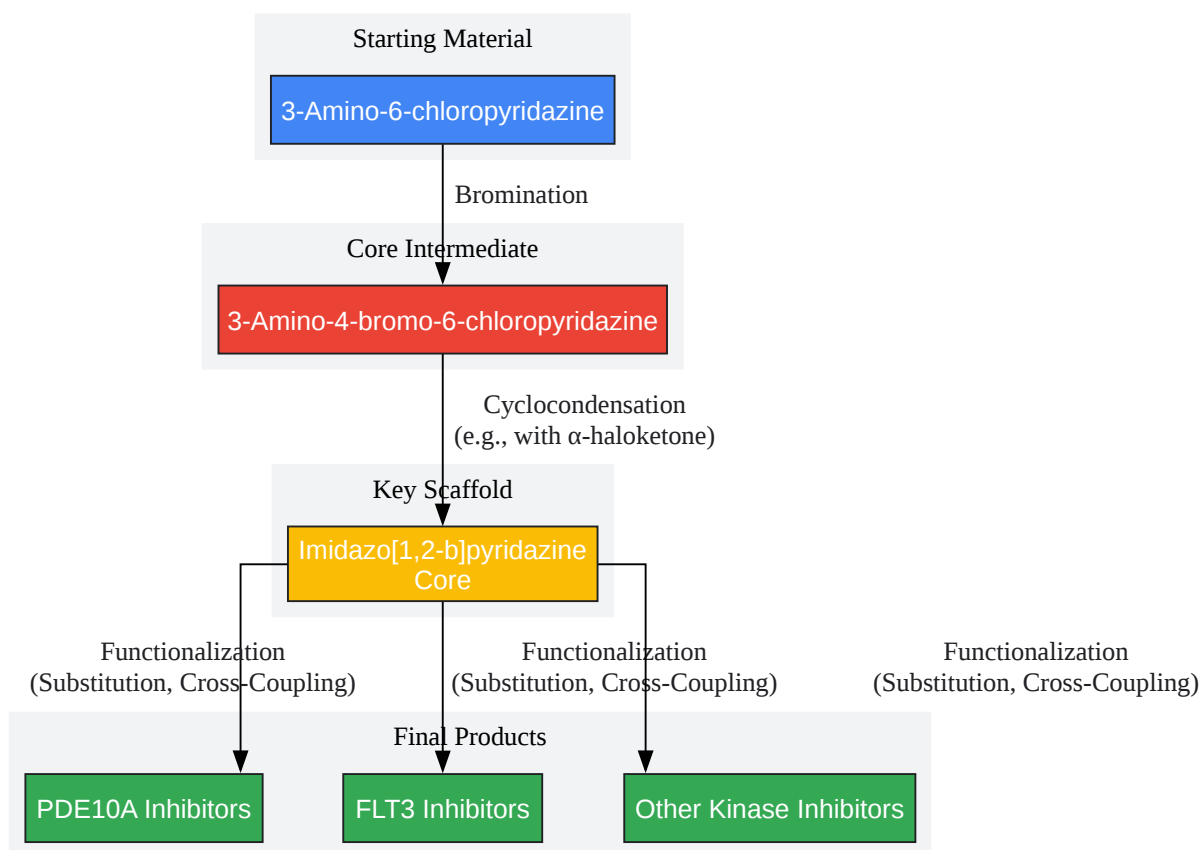 Starting Material
3-Amino-6-chloropyridazine
Bromination
Core Intermediate
3-Amino-4-bromo-6-chloropyridazine
Cyclocondensation
(e.g., with α-haloketone)
Key Scaffold
Imidazo[1,2-b]pyridazine
Core
Functionalization
(Substitution, Cross-Coupling)
Functionalization
(Substitution, Cross-Coupling)
Functionalization
(Substitution, Cross-Coupling)
Final Products
PDE10A Inhibitors
FLT3 Inhibitors
Other Kinase Inhibitors